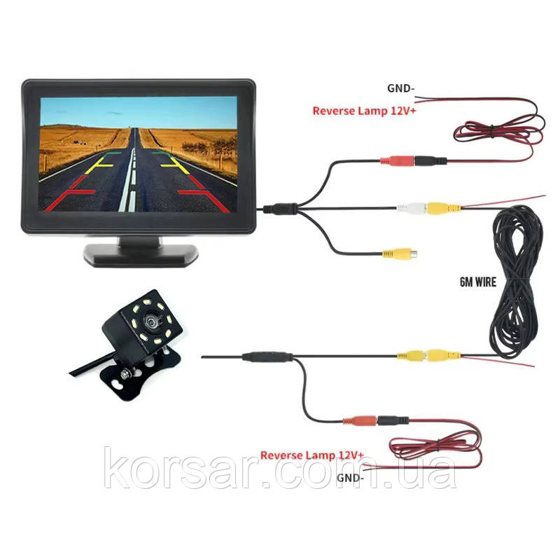 GND-
Reverse Lamp 12V+
6M WIRE
Reverse Lamp 12V+
GND-
korsar.com.ua